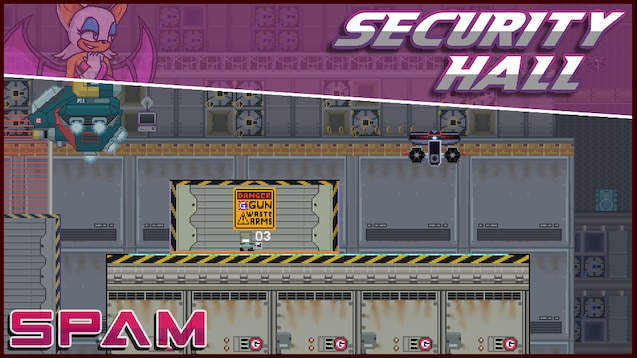 SECURITY
HALL
DANGER
G GUN
WASTE
ARMS
03
SPAM
G
G
G
G